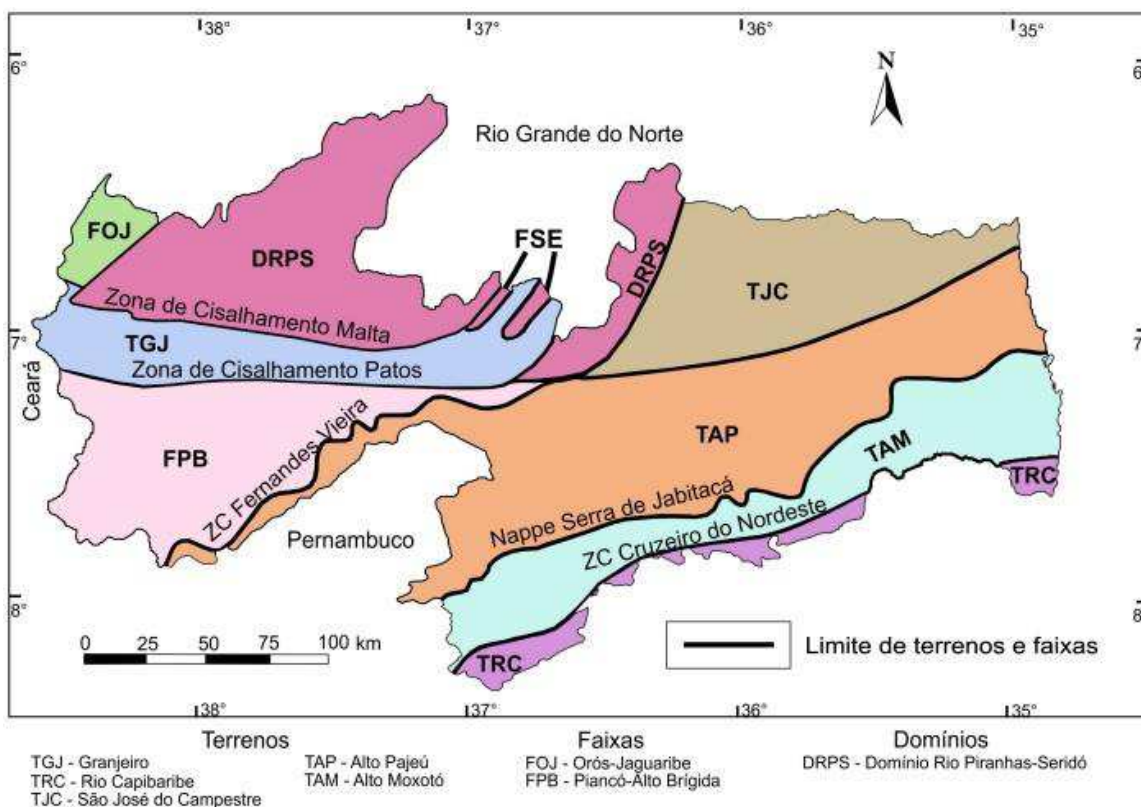 38°
37°
36°
35°
6°
6
N
Rio Grande do Norte
FOJ
DRPS
FSE
DRPS
TJC
Zona de Cisalhamento Malta
TGJ
7°
7
Zona de Cisalhamento Patos
Ceará
FPB
ZC Fernandes Vieira
TAP
TAM
TRC
Nappe Serra de Jabitacá
Pernambuco
ZC Cruzeiro do Nordeste
8°
8
0 25 50 75 100 km
TRC
Limite de terrenos e faixas
38°
37°
36°
35°
Terrenos
Faixas
Domínios
TGJ - Granjeiro
TRC - Rio Capibaribe
TJC - São José do Campestre
TAP - Alto Pajeú
TAM - Alto Moxotó
FOJ - Orós-Jaguaribe
FPB - Piancó-Alto Brígida
DRPS - Domínio Rio Piranhas-Seridó